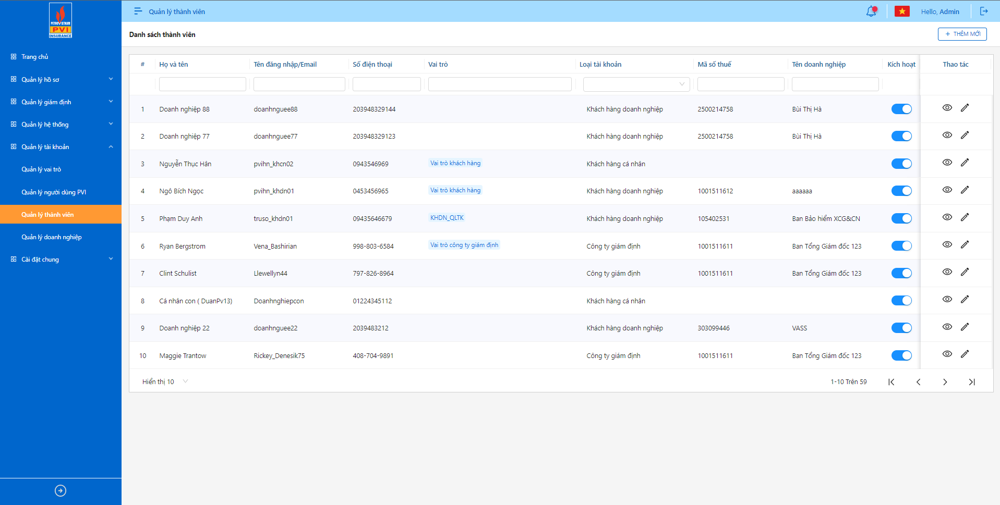 PETROVIETNAM
PVI
INSURANCE
Quản lý thành viên
Hello, Admin
Danh sách thành viên
+ THÊM MỚI
Trang chủ
Quản lý hồ sơ
Quản lý giám định
Quản lý hệ thống
Quản lý tài khoản
Quản lý vai trò
Quản lý người dùng PVI
Quản lý thành viên
Quản lý doanh nghiệp
Cài đặt chung
# Họ và tên Tên đăng nhập/Email Số điện thoại Vai trò Loại tài khoản Mã số thuế Tên doanh nghiệp Kích hoạt Thao tác
1 Doanh nghiệp 88 doanhnguee88 203948329144 Khách hàng doanh nghiệp 2500214758 Bùi Thị Hà
2 Doanh nghiệp 77 doanhnguee77 203948329123 Khách hàng doanh nghiệp 2500214758 Bùi Thị Hà
3 Nguyễn Thục Hân pvihn_khcn02 0943546969 Vai trò khách hàng Khách hàng cá nhân
4 Ngô Bích Ngọc pvihn_khdn01 0453456965 Vai trò khách hàng Khách hàng doanh nghiệp 1001511612 aaaaaa
5 Phạm Duy Anh truso_khdn01 09435646679 KHDN_QLTK Khách hàng doanh nghiệp 105402531 Ban Bảo hiểm XCG&CN
6 Ryan Bergstrom Vena_Bashirian 998-803-6584 Vai trò công ty giám định Công ty giám định 1001511611 Ban Tổng Giám đốc 123
7 Clint Schulist Llewellyn44 797-826-8964 Công ty giám định 1001511611 Ban Tổng Giám đốc 123
8 Cá nhân con ( DuanPv13) Doanhnghiepcon 01224345112 Khách hàng cá nhân
9 Doanh nghiệp 22 doanhnguee22 2039483212 Khách hàng doanh nghiệp 303099446 VASS
10 Maggie Trantow Rickey_Denesik75 408-704-9891 Công ty giám định 1001511611 Ban Tổng Giám đốc 123
Hiển thị 10
1-10 Trên 59